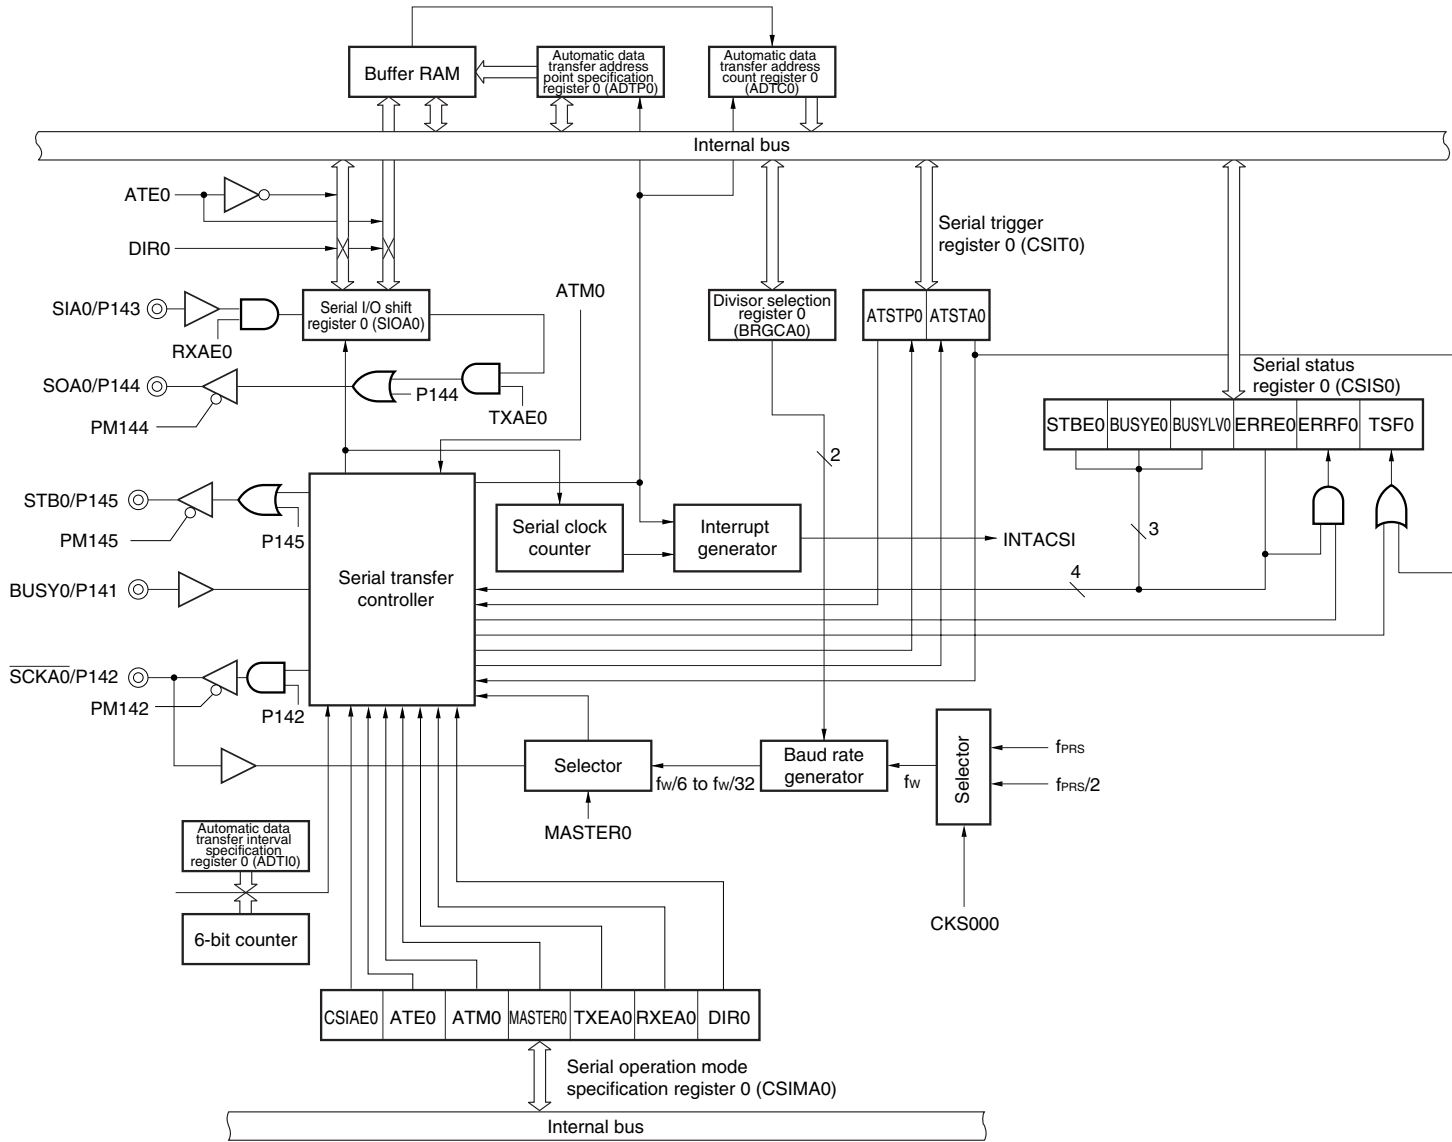 Buffer RAM
Automatic data
transfer address
point specification
register 0 (ADTP0)
Automatic data
transfer address
count register 0
(ADTC0)
Internal bus
ATE0
DIR0
Serial trigger
register 0 (CSIT0)
SIA0/P143
RXAE0
Serial I/O shift
register 0 (SIOA0)
ATM0
Divisor selection
register 0
(BRGCA0)
ATSTP0
ATSTA0
SOA0/P144
PM144
P144
TXAE0
Serial status
register 0 (CSIS0)
STBE0
BUSYE0
BUSYLV0
ERRE0
ERRF0
TSF0
2
STB0/P145
PM145
P145
Serial clock
counter
Interrupt
generator
INTACSI
3
4
BUSY0/P141
Serial transfer
controller
SCKA0/P142
PM142
P142
Selector
MASTER0
fw/6 to fw/32
Baud rate
generator
fw
Selector
fPRS
fPRS/2
CKS000
Automatic data
transfer interval
specification
register 0 (ADTI0)
6-bit counter
CSIAE0
ATE0
ATM0
MASTER0
TXEA0
RXEA0
DIR0
Serial operation mode
specification register 0 (CSIMA0)
Internal bus